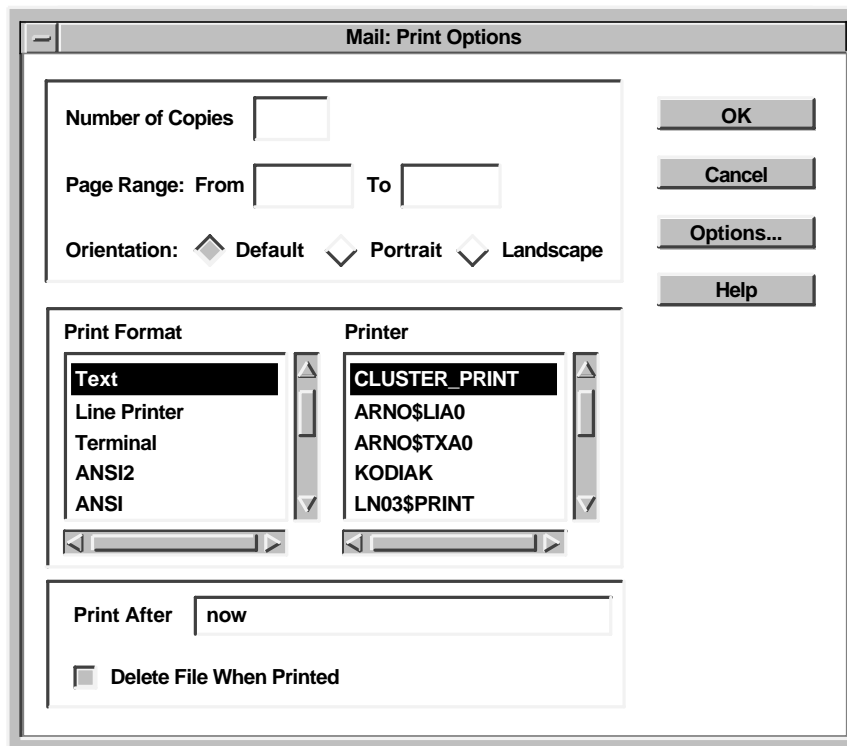 Mail: Print Options
Number of Copies
OK
Page Range: From To
Cancel
Orientation: Default Portrait Landscape
Options...
Help
Print Format
Text
Line Printer
Terminal
ANSI2
ANSI
Printer
CLUSTER_PRINT
ARNO$LIA0
ARNO$TXA0
KODIAK
LN03$PRINT
Print After now
Delete File When Printed